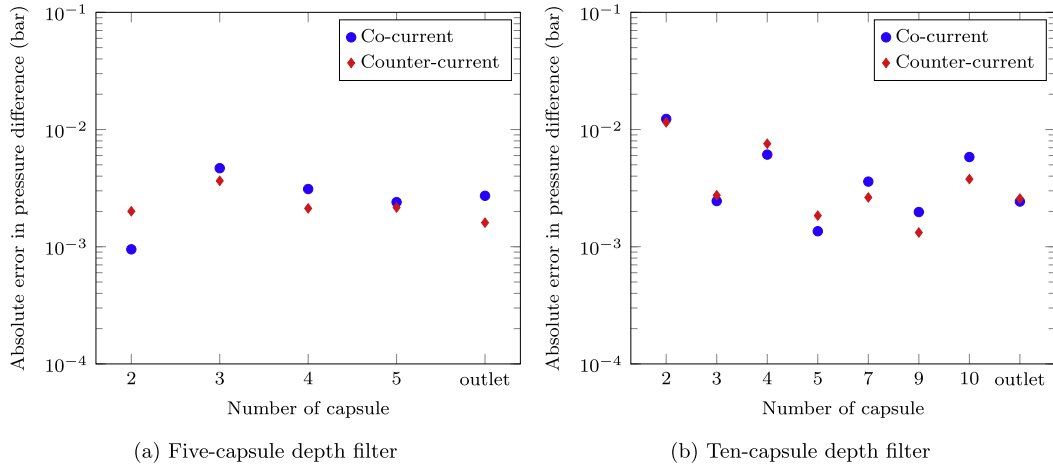 Absolute error in pressure difference (bar)
10⁻¹
10⁻²
10⁻³
10⁻⁴
Co-current
Counter-current
2 3 4 5 outlet
Number of capsule
(a) Five-capsule depth filter
Absolute error in pressure difference (bar)
10⁻¹
10⁻²
10⁻³
10⁻⁴
Co-current
Counter-current
2 3 4 5 7 9 10 outlet
Number of capsule
(b) Ten-capsule depth filter